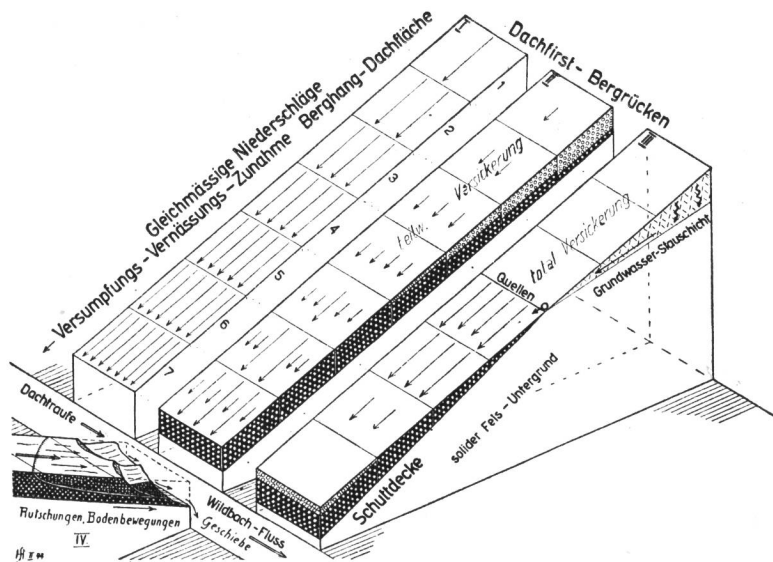 Gleichmässige Niederschläge
Versumpfungs-Vernässungs-Zunahme Berghang-Dachfläche
Dachfirst-Bergrücken
I
II
III
1
2
3
4
5
6
7
teilw. Versickerung
total Versickerung
Quellen
Grundwasser-Stauschicht
solider Fels-Untergrund
Schuttdecke
Dachtraufe
Rutschungen, Bodenbewegungen
IV.
Wildbach-Fluss
Geschiebe